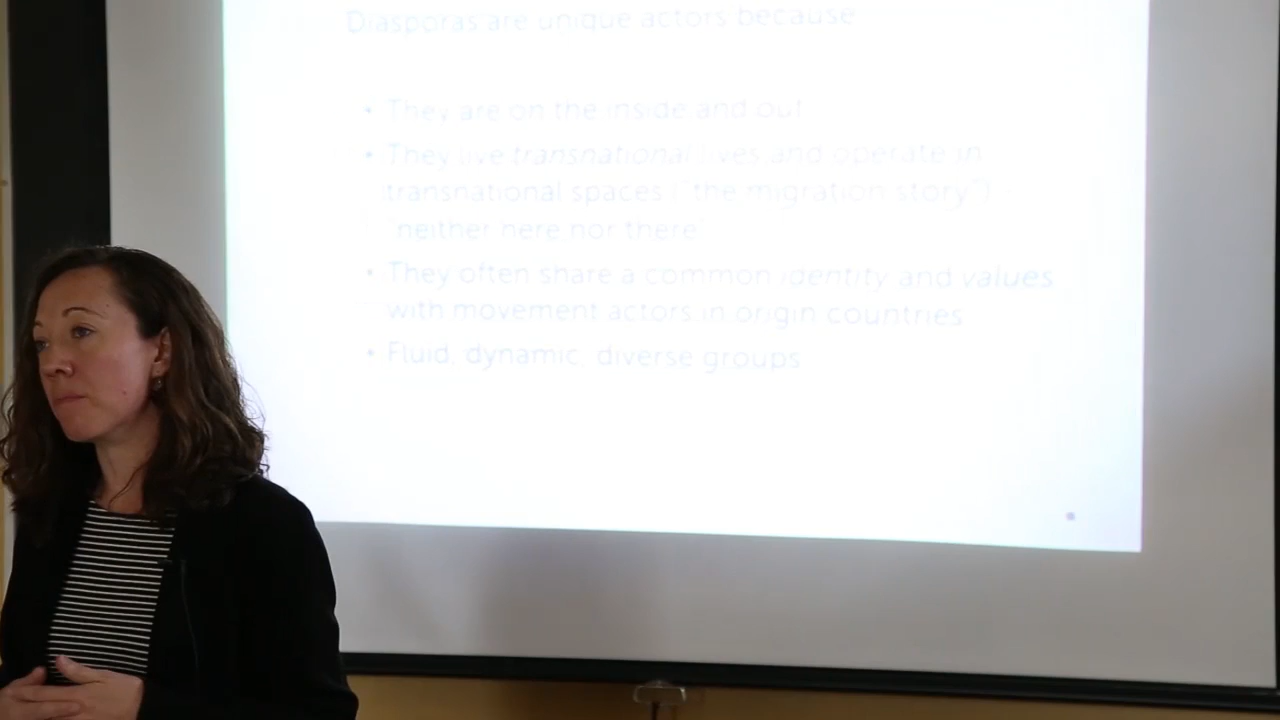 Diasporas are unique actors because
• They are on the inside and out
• They live transnational lives and operate in
transnational spaces ("the migration story")
'neither here nor there'
• They often share a common identity and values
with movement actors in origin countries
• Fluid, dynamic, diverse groups